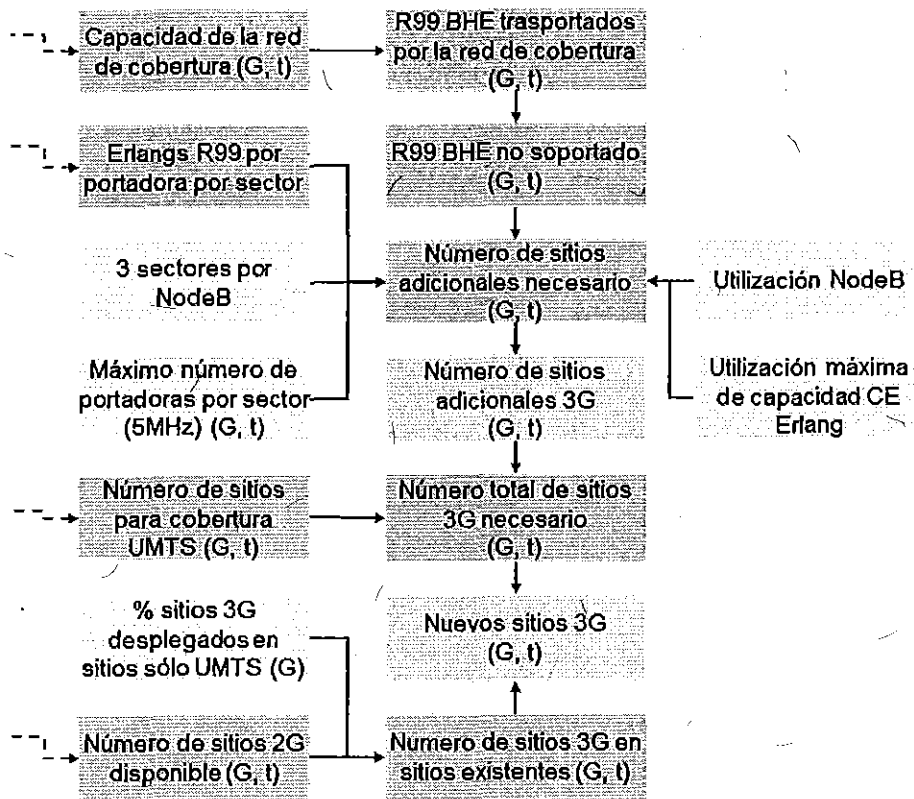 Capacidad de la red
de cobertura (G, t)
R99 BHE trasportados
por la red de cobertura
(G, t)
Erlangs R99 por
portadora por sector
R99 BHE no soportado
(G, t)
3 sectores por
NodeB
Número de sitios
adicionales necesario
(G, t)
Utilización NodeB
Máximo número de
portadoras por sector
(5MHz) (G, t)
Número de sitios
adicionales 3G
(G, t)
Utilización máxima
de capacidad CE
Erlang
Número de sitios
para cobertura
UMTS (G, t)
Número total de sitios
3G necesario
(G, t)
% sitios 3G
desplegados en
sitios sólo UMTS (G)
Nuevos sitios 3G
(G, t)
Número de sitios 2G
disponible (G, t)
Numero de sitios 3G en
sitios existentes (G, t)